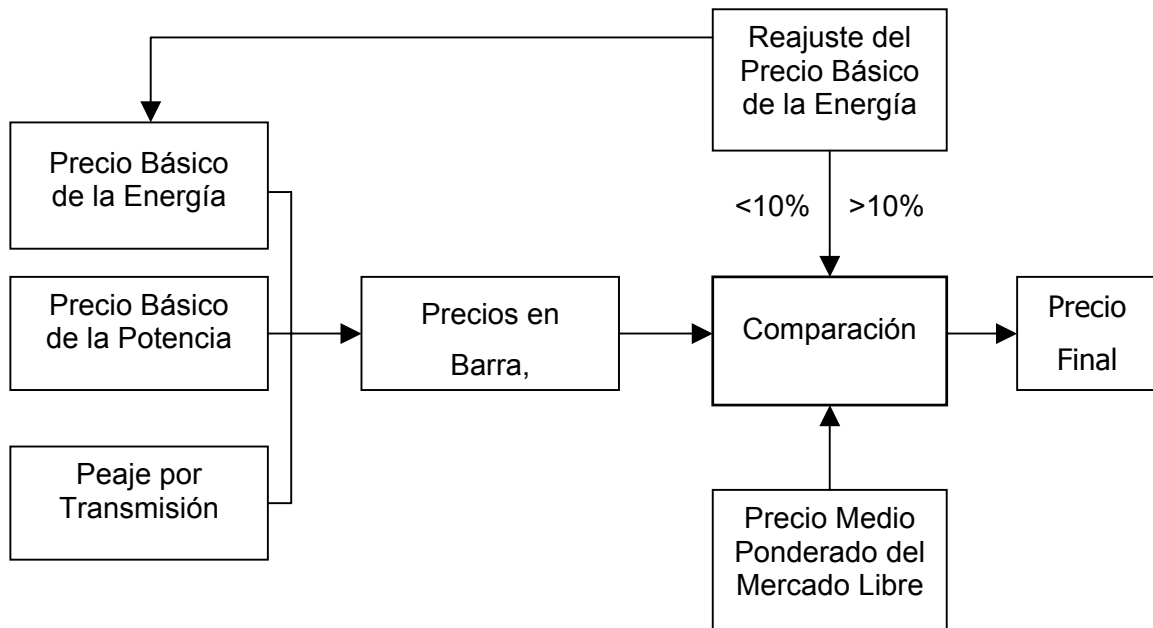 Reajuste del
Precio Básico
de la Energía
Precio Básico
de la Energía
<10% >10%
Precio Básico
de la Potencia
Precios en
Barra,
Comparación
Precio
Final
Peaje por
Transmisión
Precio Medio
Ponderado del
Mercado Libre